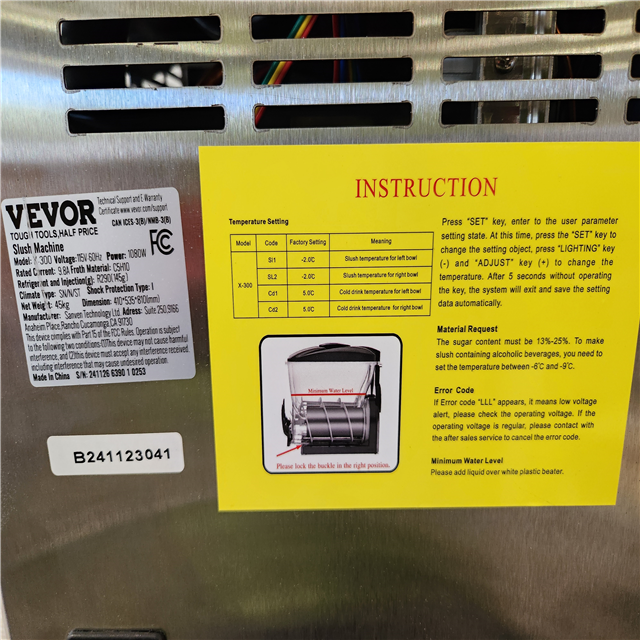 VEVOR
TOUGH TOOLS, HALF PRICE
Technical Support and E-Warranty
Certificate www.vevor.com/support
CAN ICES-3(B)/NMB-3(B)
FC
Slush Machine
Model: X-300 Voltage: 115V 60Hz Power: 1080W
Rated Current: 9.8A Froth Material: C5H10
Refrigerant and Injection(g): R290(145g)
Climate Type: SN/N/ST Shock Protection Type: I
Net Weight: 45kg Dimension: 410*535*810(mm)
Manufacturer: Sanven Technology Ltd. Adress: Suite 250,9166
Anaheim Place,Rancho Cucamonga,CA 91730
This device complies with Part 15 of the FCC Rules. Operation is subject
to the following two conditions:(1)This device may not cause harmful
interference, and (2)this device must accept any interference received,
including interference that may cause undesired operation.
Made In China S/N: 241126 6390 1 0253
B241123041
INSTRUCTION
Temperature Setting
Model Code Factory Setting Meaning
X-300
Sl1 -2.0℃ Slush temperature for left bowl
SL2 -2.0℃ Slush temperature for right bowl
Cd1 5.0℃ Cold drink temperature for left bowl
Cd2 5.0℃ Cold drink temperature for right bowl
Minimum Water Level
Please lock the buckle in the right position.
Press "SET" key, enter to the user parameter
setting state. At this time, press the "SET" key to
change the setting object, press "LIGHTING" key
(-) and "ADJUST" key (+) to change the
temperature. After 5 seconds without operating
the key, the system will exit and save the setting
data automatically.
Material Request
The sugar content must be 13%-25%. To make
slush containing alcoholic beverages, you need to
set the temperature between -6℃ and -9℃.
Error Code
If Error code "LLL" appears, it means low voltage
alert, please check the operating voltage. If the
operating voltage is regular, please contact with
the after sales service to cancel the error code.
Minimum Water Level
Please add liquid over white plastic beater.